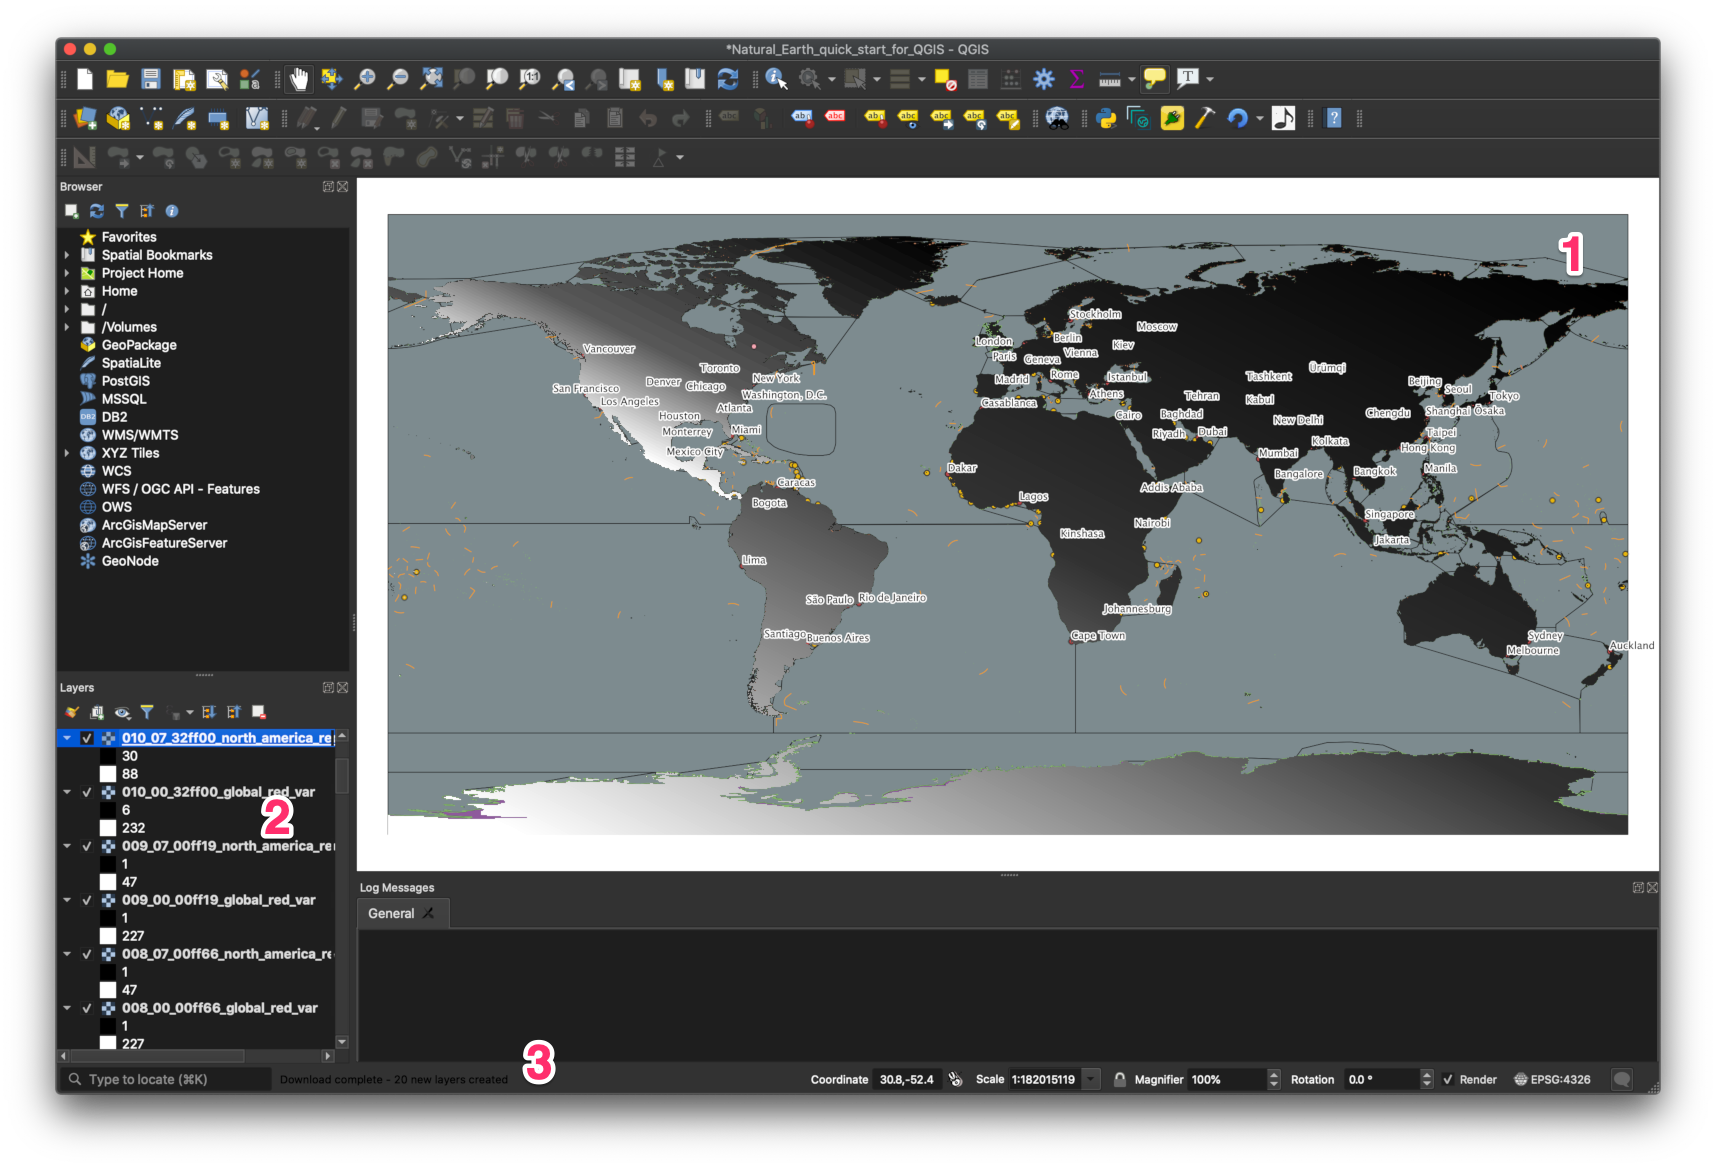 *Natural_Earth_quick_start_for_QGIS - QGIS
Browser
Favorites
Spatial Bookmarks
Project Home
Home
/
/Volumes
GeoPackage
SpatiaLite
PostGIS
MSSQL
DB2
WMS/WMTS
XYZ Tiles
WCS
WFS / OGC API - Features
OWS
ArcGisMapServer
ArcGisFeatureServer
GeoNode
Layers
010_07_32ff00_north_america_re
30
88
010_00_32ff00_global_red_var
6
232
009_07_00ff19_north_america_re
1
47
009_00_00ff19_global_red_var
1
227
008_07_00ff66_north_america_re
1
47
008_00_00ff66_global_red_var
1
227
1
2
3
Stockholm
Moscow
London
Berlin
Kiev
Vancouver
Paris
Geneva
Vienna
Toronto
Madrid
Rome
Istanbul
Tashkent
Ürümqi
San Francisco
Denver
Chicago
New York
Beijing
Seoul
Los Angeles
Washington, D.C.
Casablanca
Athens
Tehran
Kabul
Tokyo
Houston
Atlanta
Cairo
Baghdad
New Delhi
Chengdu
Shanghai
Ōsaka
Monterrey
Miami
Riyadh
Dubai
Kolkata
Taipei
Mexico City
Mumbai
Hong Kong
Dakar
Bangalore
Bangkok
Manila
Caracas
Addis Ababa
Bogota
Lagos
Nairobi
Singapore
Kinshasa
Jakarta
Lima
São Paulo
Rio de Janeiro
Johannesburg
Santiago
Buenos Aires
Cape Town
Sydney
Melbourne
Auckland
Log Messages
General
Type to locate (⌘K)
Download complete - 20 new layers created
Coordinate 30.8,-52.4
Scale 1:182015119
Magnifier 100%
Rotation 0.0 °
Render
EPSG:4326